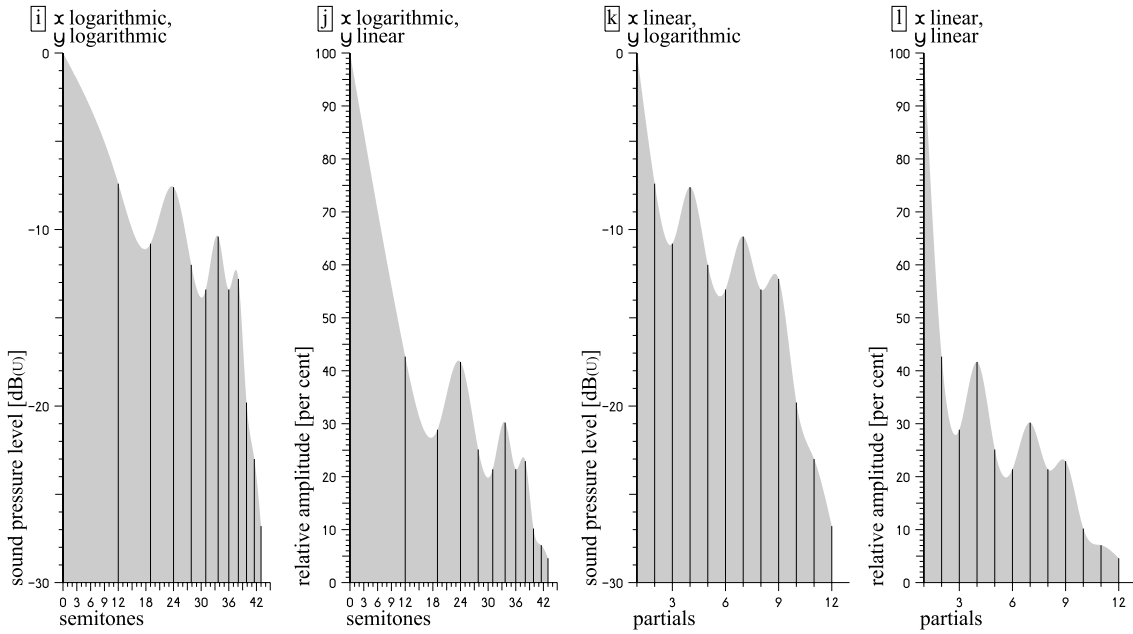 i x logarithmic,
y logarithmic
0
-10
-20
-30
sound pressure level [dB(U)]
0 3 6 9 12 18 24 30 36 42
semitones
j x logarithmic,
y linear
100
90
80
70
60
50
40
30
20
10
0
relative amplitude [per cent]
0 3 6 9 12 18 24 30 36 42
semitones
k x linear,
y logarithmic
0
-10
-20
-30
sound pressure level [dB(U)]
3 6 9 12
partials
l x linear,
y linear
100
90
80
70
60
50
40
30
20
10
0
relative amplitude [per cent]
3 6 9 12
partials